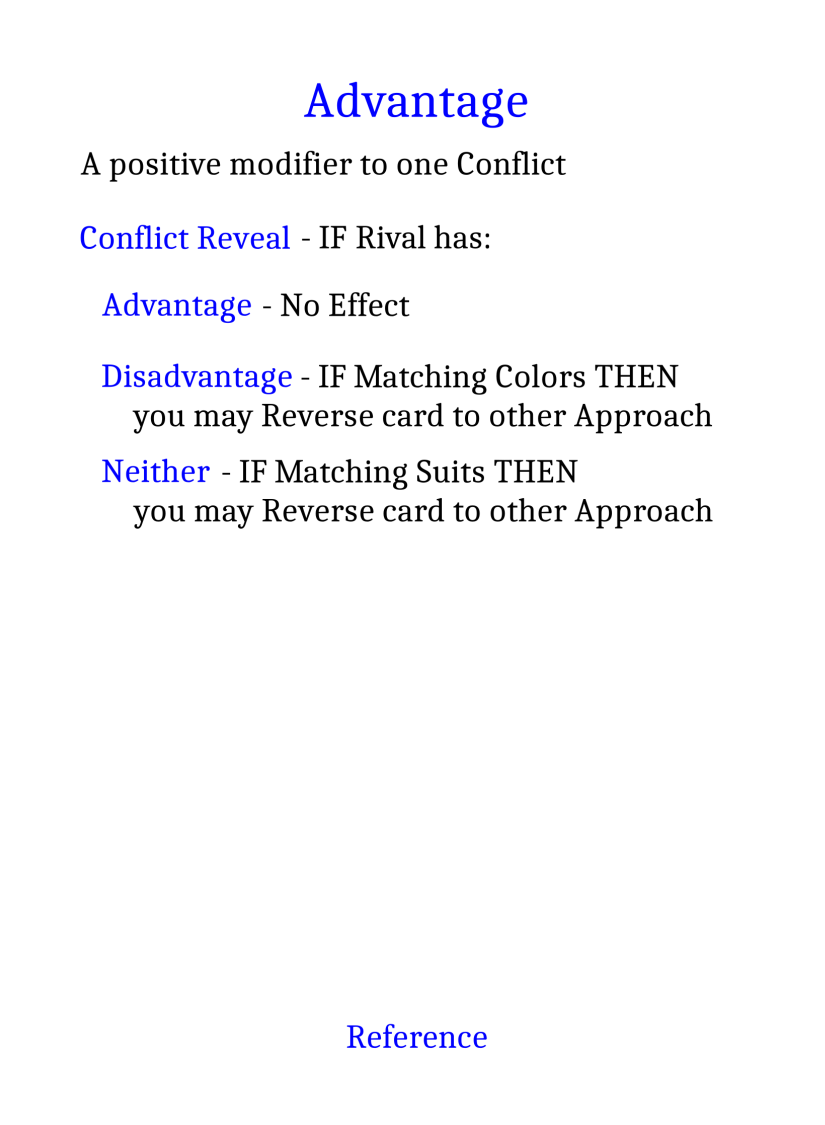 Advantage
A positive modifier to one Conflict
Conflict Reveal - IF Rival has:
Advantage - No Effect
Disadvantage - IF Matching Colors THEN
you may Reverse card to other Approach
Neither - IF Matching Suits THEN
you may Reverse card to other Approach
Reference